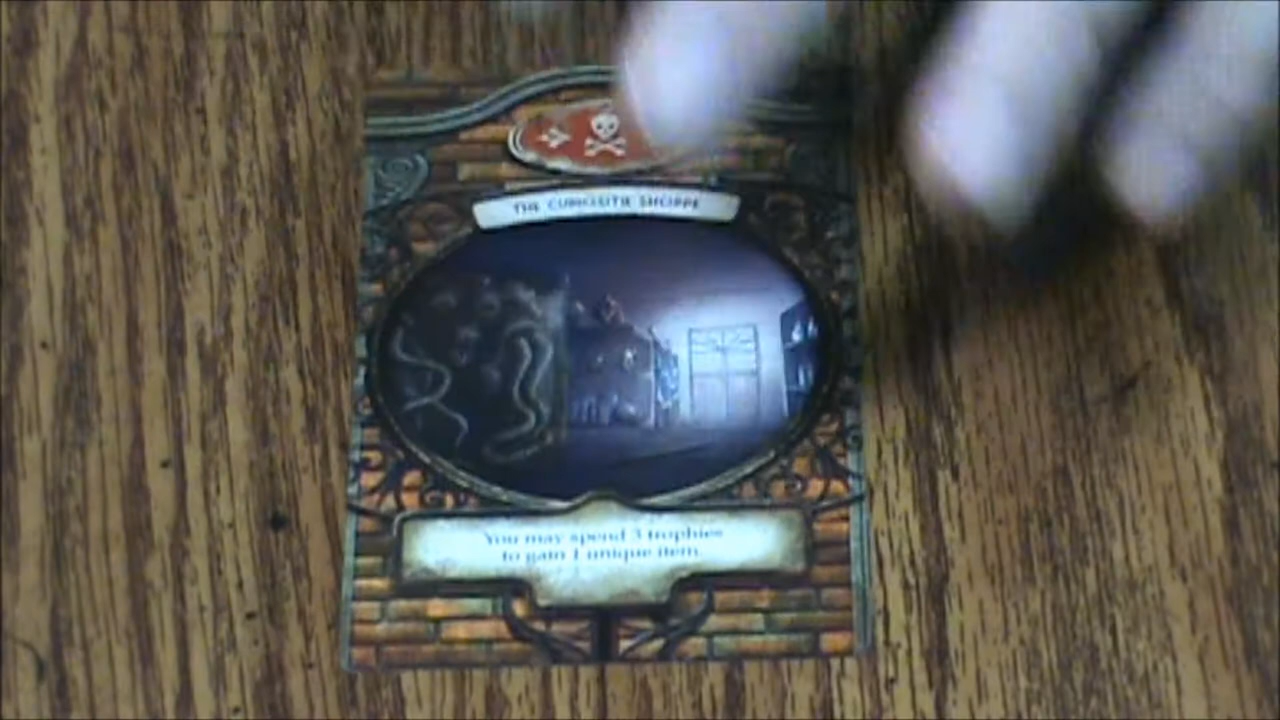 THE CURIOSITIE SHOPPE
You may spend 3 trophies
to gain 1 unique item.